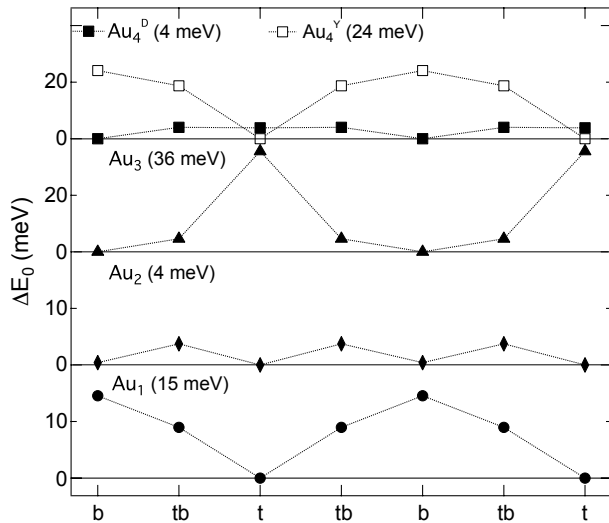 Au₄ᴰ (4 meV) Au₄ʸ (24 meV)
20
0
Au₃ (36 meV)
20
0
Au₂ (4 meV)
10
0
Au₁ (15 meV)
10
0
ΔE₀ (meV)
b tb t tb b tb t